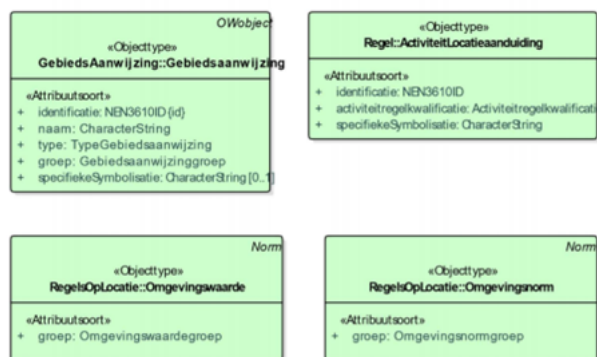 OWobject
«Objecttype»
GebiedsAanwijzing::Gebiedsaanwijzing
«Attribuutsoort»
+ identificatie: NEN3610ID {id}
+ naam: CharacterString
+ type: TypeGebiedsaanwijzing
+ groep: Gebiedsaanwijzinggroep
+ specifiekeSymbolisatie: CharacterString [0..1]
«Objecttype»
Regel::ActiviteitLocatieaanduiding
«Attribuutsoort»
+ identificatie: NEN3610ID
+ activiteitregelkwalificatie: Activiteitregelkwalificati
+ specifiekeSymbolisatie: CharacterString
Norm
«Objecttype»
RegelsOpLocatie::Omgevingswaarde
«Attribuutsoort»
+ groep: Omgevingswaardegroep
Norm
«Objecttype»
RegelsOpLocatie::Omgevingsnorm
«Attribuutsoort»
+ groep: Omgevingsnormgroep